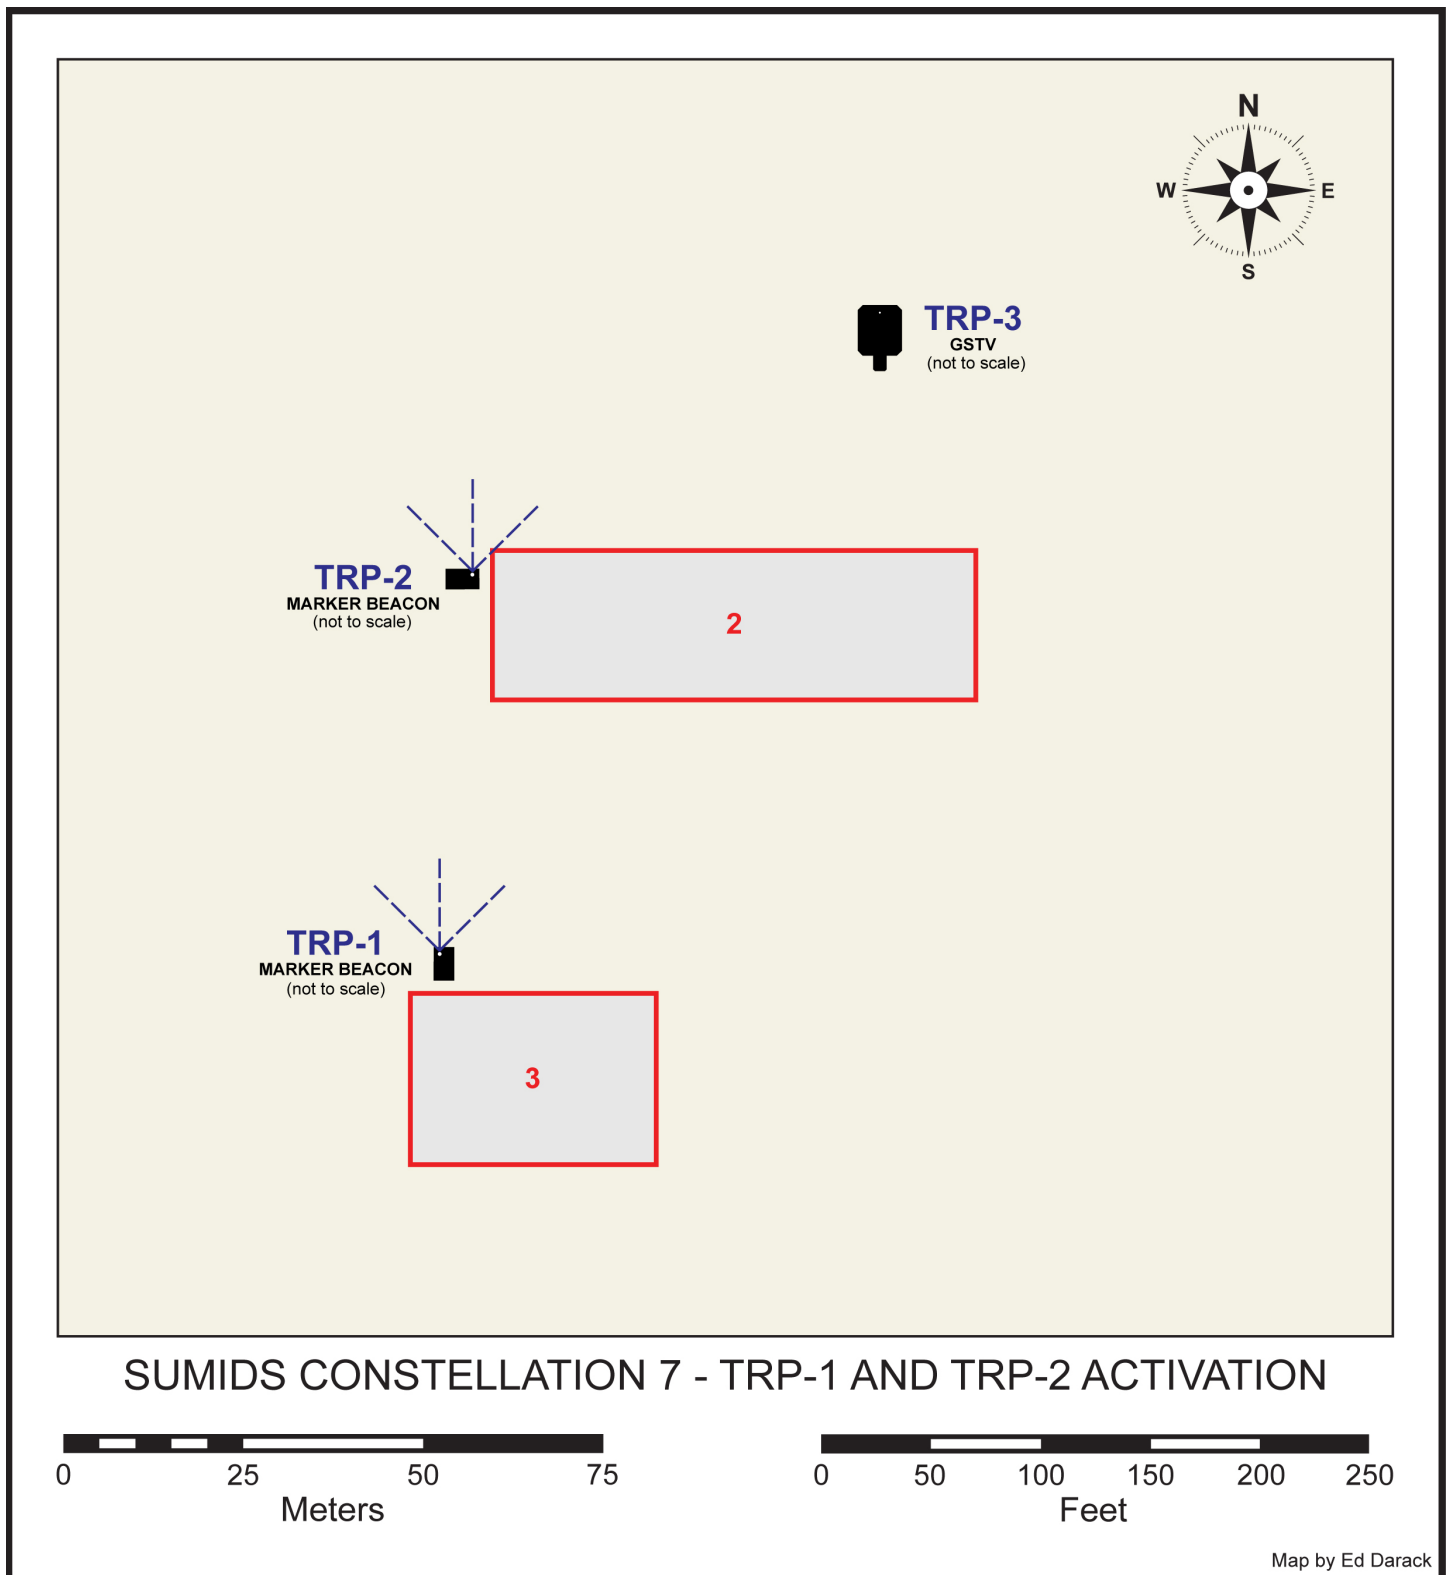 N
W
E
S
TRP-3
GSTV
(not to scale)
TRP-2
MARKER BEACON
(not to scale)
2
TRP-1
MARKER BEACON
(not to scale)
3
SUMIDS CONSTELLATION 7 - TRP-1 AND TRP-2 ACTIVATION
0 25 50 75
Meters
0 50 100 150 200 250
Feet
Map by Ed Darack